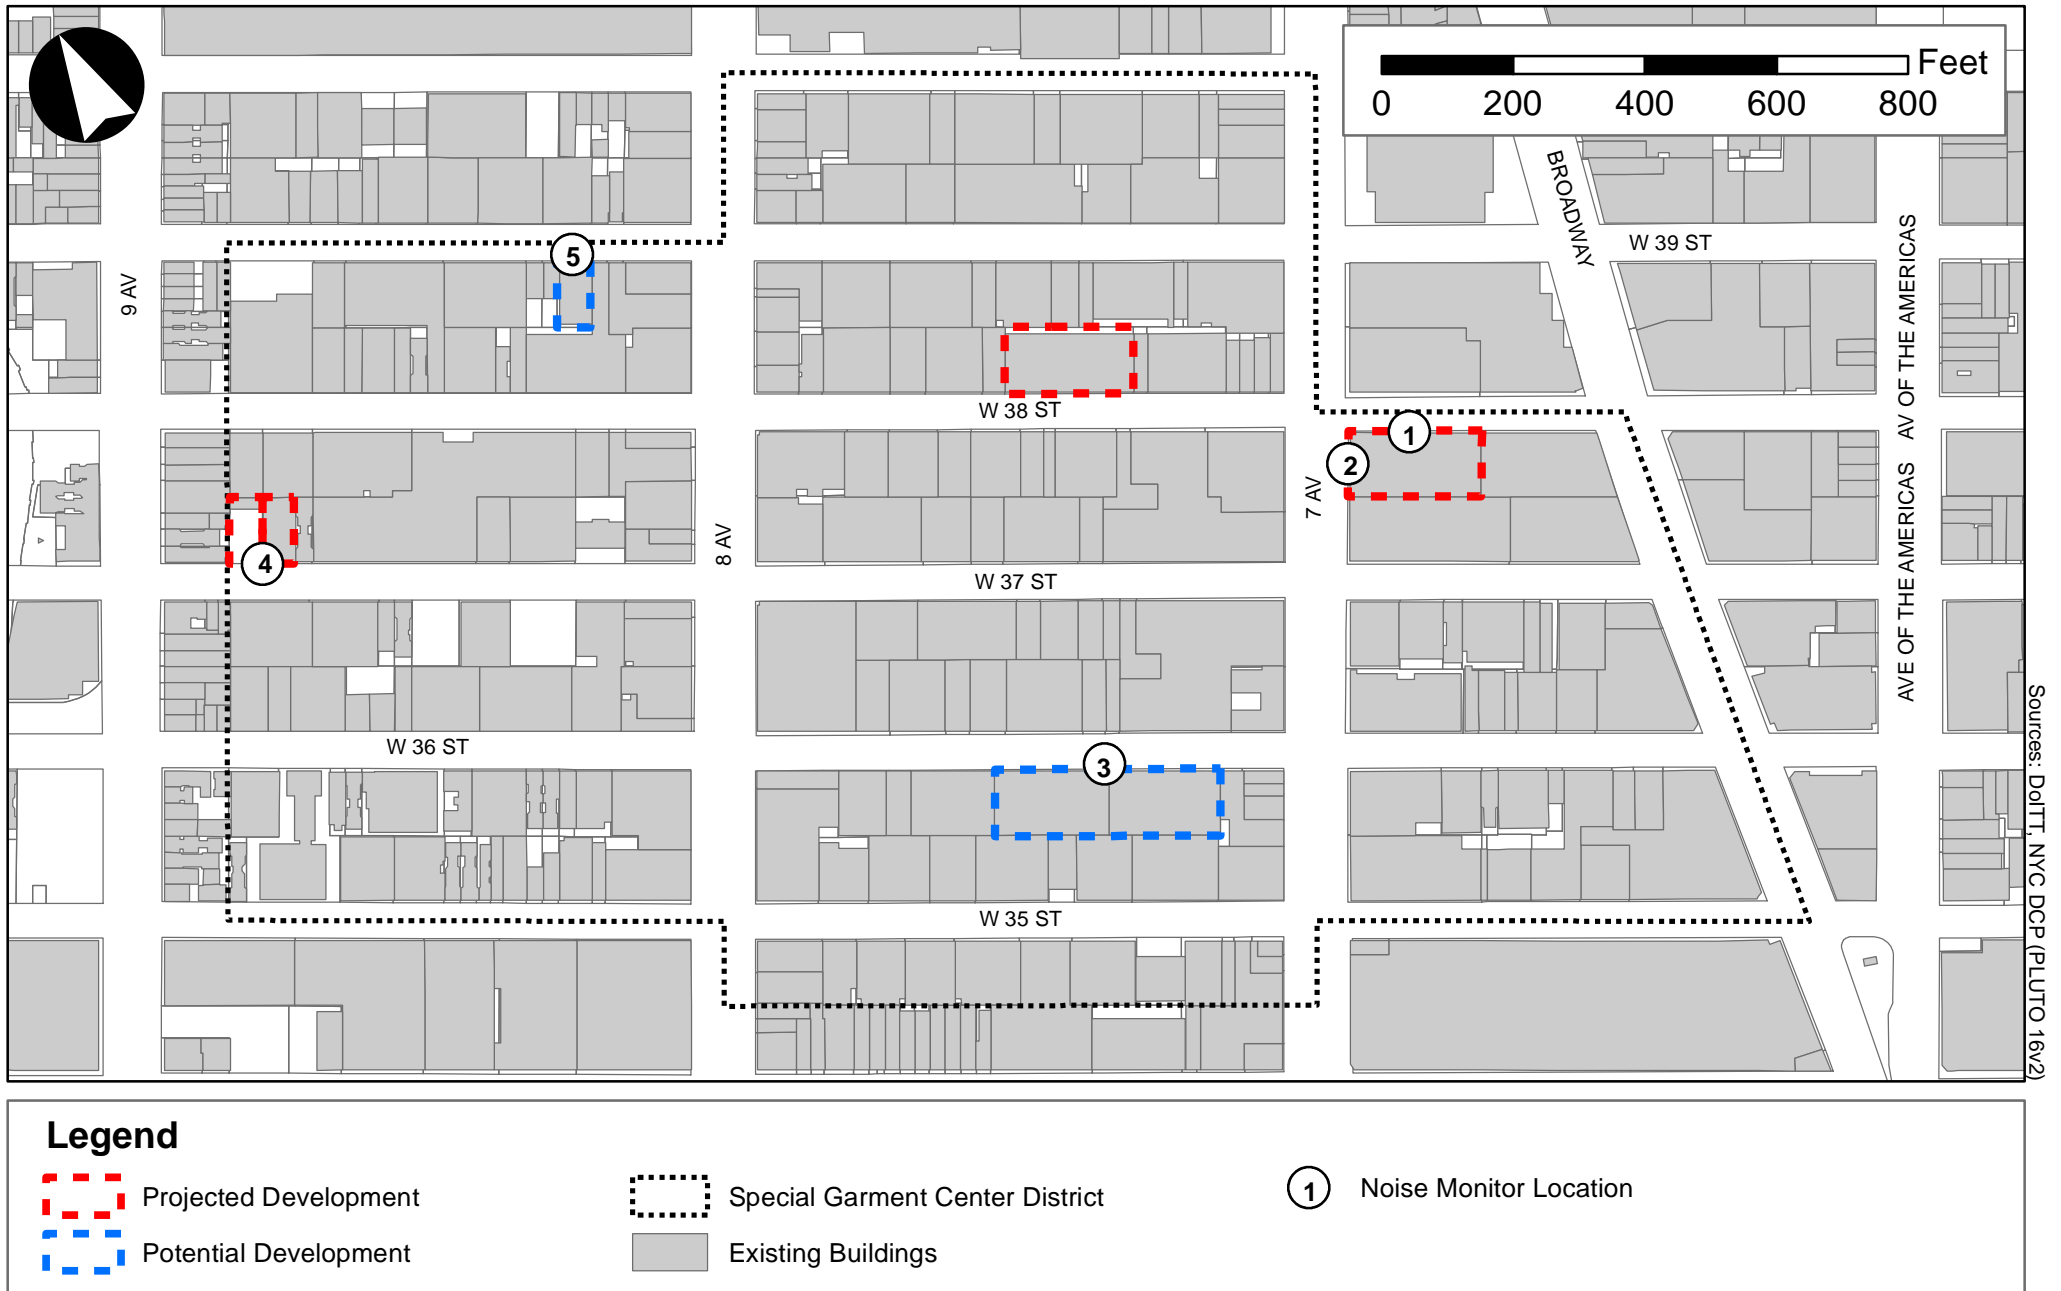 Feet
0 200 400 600 800
BROADWAY
W 39 ST
AV OF THE AMERICAS
9 AV
5
W 38 ST
1
2
7 AV
8 AV
4
W 37 ST
AVE OF THE AMERICAS
W 36 ST
3
W 35 ST
Sources: DoITT, NYC DCP (PLUTO 16v2)
Legend
Projected Development
Special Garment Center District
1 Noise Monitor Location
Potential Development
Existing Buildings